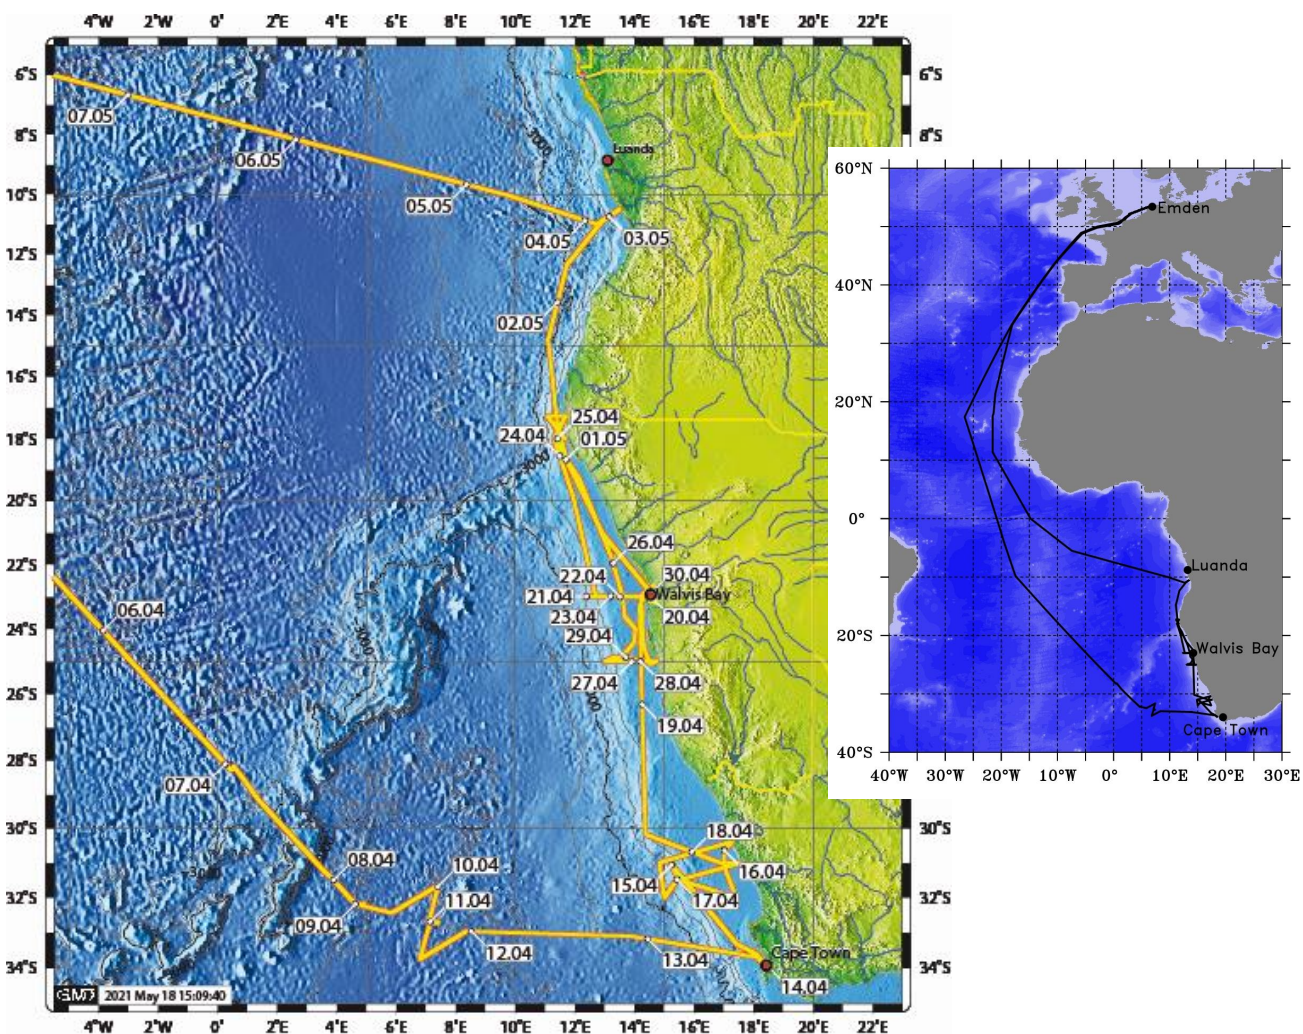 4°W 2°W 0° 2°E 4°E 6°E 8°E 10°E 12°E 14°E 16°E 18°E 20°E 22°E
6°S 6°S
07.05
8°S 8°S
-3000
Luanda
06.05
10°S
05.05
04.05 03.05
12°S
14°S
02.05
16°S
25.04
24.04 01.05
18°S
-3000
20°S
26.04
22°S
22.04 30.04
21.04 Walvis Bay
06.04
23.04 20.04
24°S
29.04
-3000
27.04 28.04
26°S
19.04
28°S
07.04
30°S 30°S
18.04
08.04 10.04
16.04
15.04
-3000
32°S 32°S
11.04 17.04
09.04
12.04 Cape Town
13.04
34°S 34°S
14.04
GMD 2021 May 18 15:09:40
4°W 2°W 0° 2°E 4°E 6°E 8°E 10°E 12°E 14°E 16°E 18°E 20°E 22°E
60°N
Emden
40°N
20°N
0°
Luanda
20°S
Walvis Bay
Cape Town
40°S
40°W 30°W 20°W 10°W 0° 10°E 20°E 30°E